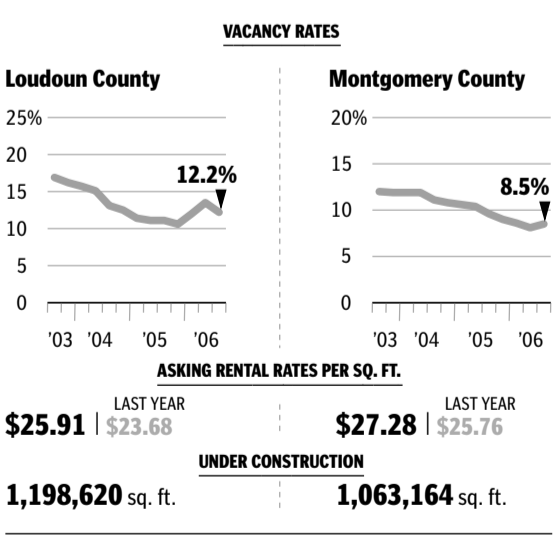 VACANCY RATES
Loudoun County
25%
20
15
10
5
0
12.2%
'03 '04 '05 '06
Montgomery County
20%
15
10
5
0
8.5%
'03 '04 '05 '06
ASKING RENTAL RATES PER SQ. FT.
LAST YEAR
$25.91 | $23.68
LAST YEAR
$27.28 | $25.76
UNDER CONSTRUCTION
1,198,620 sq. ft.
1,063,164 sq. ft.